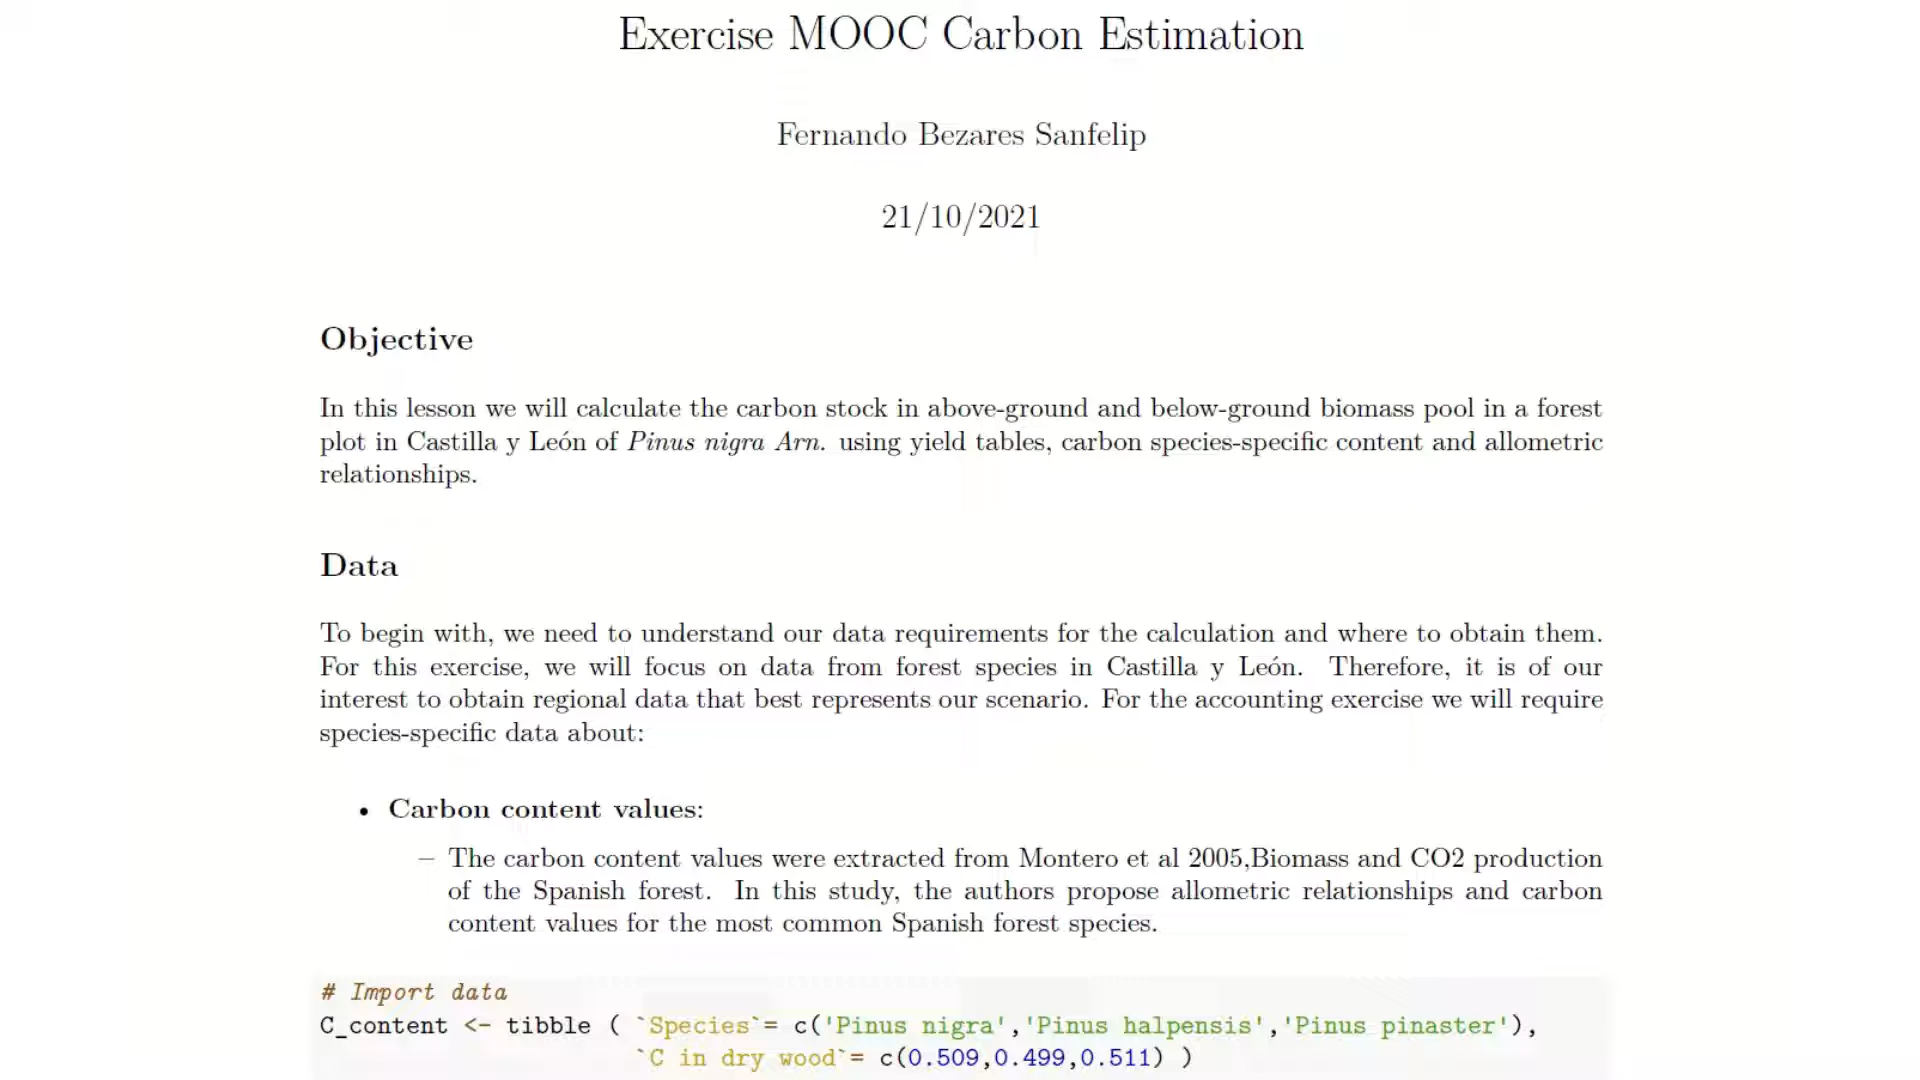 Exercise MOOC Carbon Estimation
Fernando Bezares Sanfelip
21/10/2021
Objective
In this lesson we will calculate the carbon stock in above-ground and below-ground biomass pool in a forest
plot in Castilla y León of Pinus nigra Arn. using yield tables, carbon species-specific content and allometric
relationships.
Data
To begin with, we need to understand our data requirements for the calculation and where to obtain them.
For this exercise, we will focus on data from forest species in Castilla y León. Therefore, it is of our
interest to obtain regional data that best represents our scenario. For the accounting exercise we will require
species-specific data about:
• Carbon content values:
– The carbon content values were extracted from Montero et al 2005,Biomass and CO2 production
of the Spanish forest. In this study, the authors propose allometric relationships and carbon
content values for the most common Spanish forest species.
# Import data
C_content <- tibble ( `Species`= c('Pinus nigra','Pinus halpensis','Pinus pinaster'),
`C in dry wood`= c(0.509,0.499,0.511) )